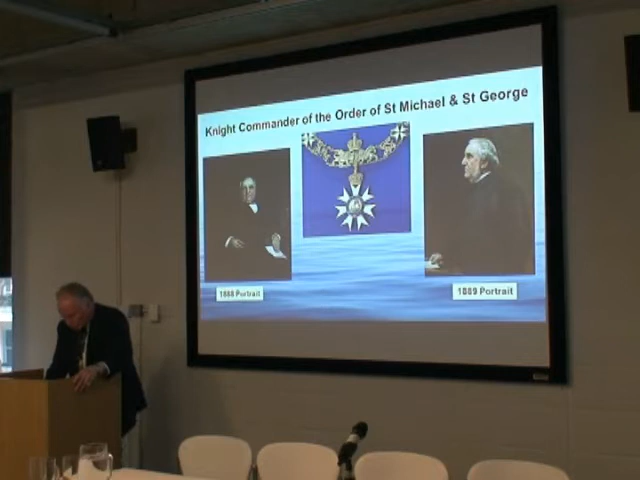 Knight Commander of the Order of St Michael & St George
1888 Portrait
1889 Portrait